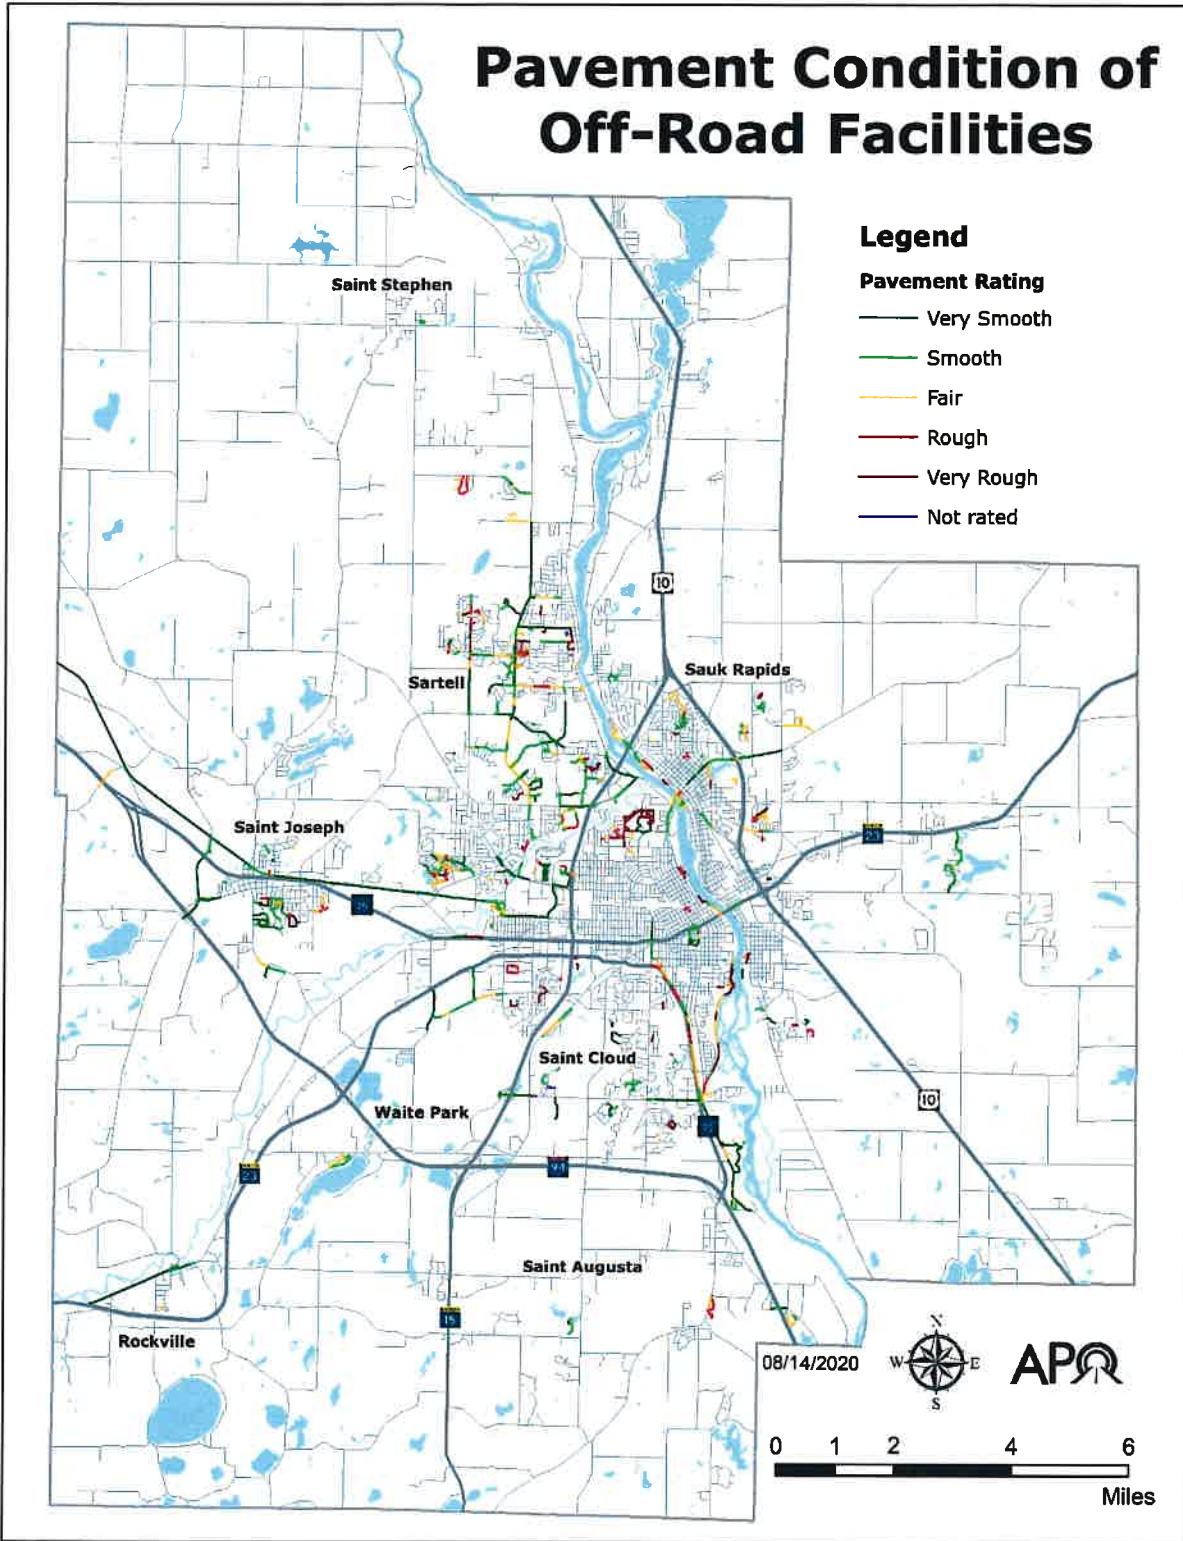 Pavement Condition of
Off-Road Facilities
Legend
Pavement Rating
Very Smooth
Smooth
Fair
Rough
Very Rough
Not rated
Saint Stephen
10
Sartell
Sauk Rapids
Saint Joseph
23
Saint Cloud
10
Waite Park
94
23
Saint Augusta
15
Rockville
08/14/2020
N
W
E
S
APO
0 1 2 4 6
Miles